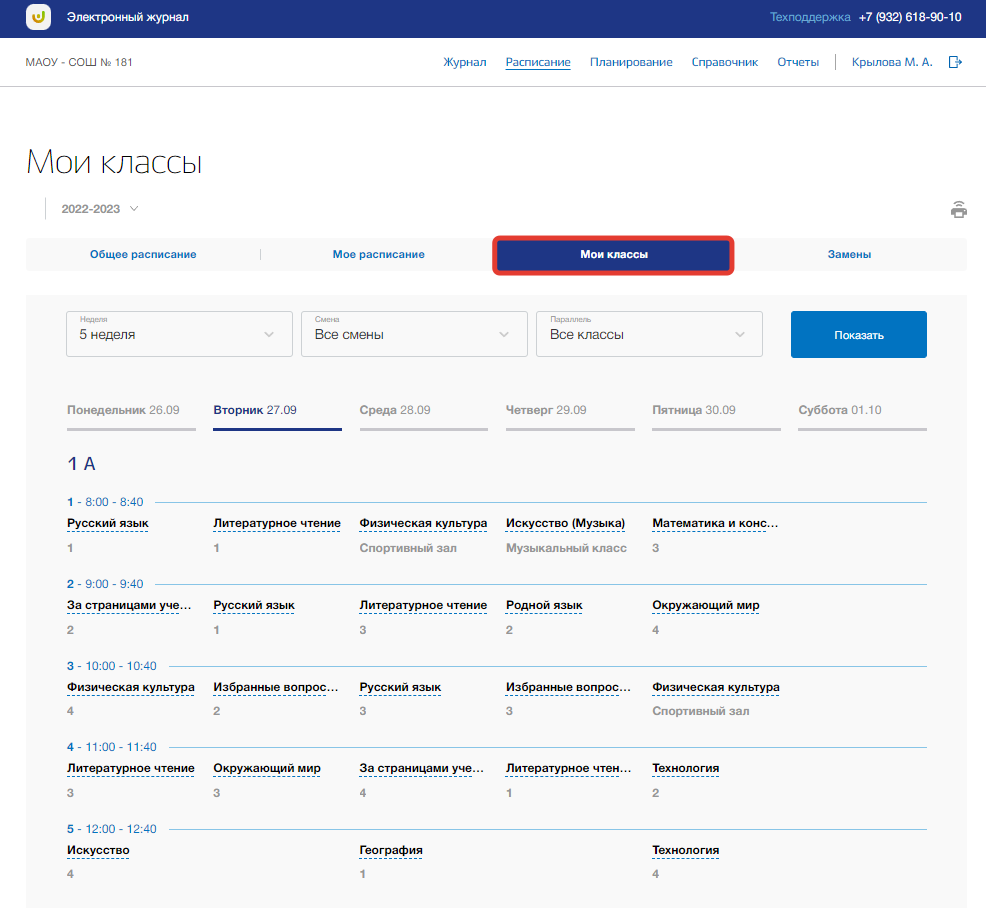 Электронный журнал
Техподдержка +7 (932) 618-90-10
МАОУ - СОШ № 181
Журнал Расписание Планирование Справочник Отчеты Крылова М. А.
Мои классы
2022-2023
Общее расписание Мое расписание Мои классы Замены
Неделя Смена Параллель
5 неделя Все смены Все классы Показать
Понедельник 26.09 Вторник 27.09 Среда 28.09 Четверг 29.09 Пятница 30.09 Суббота 01.10
1 А
1 - 8:00 - 8:40
Русский язык Литературное чтение Физическая культура Искусство (Музыка) Математика и конс...
1 1 Спортивный зал Музыкальный класс 3
2 - 9:00 - 9:40
За страницами уче... Русский язык Литературное чтение Родной язык Окружающий мир
2 1 3 2 4
3 - 10:00 - 10:40
Физическая культура Избранные вопрос... Русский язык Избранные вопрос... Физическая культура
4 2 3 3 Спортивный зал
4 - 11:00 - 11:40
Литературное чтение Окружающий мир За страницами уче... Литературное чтен... Технология
3 3 4 1 2
5 - 12:00 - 12:40
Искусство География Технология
4 1 4